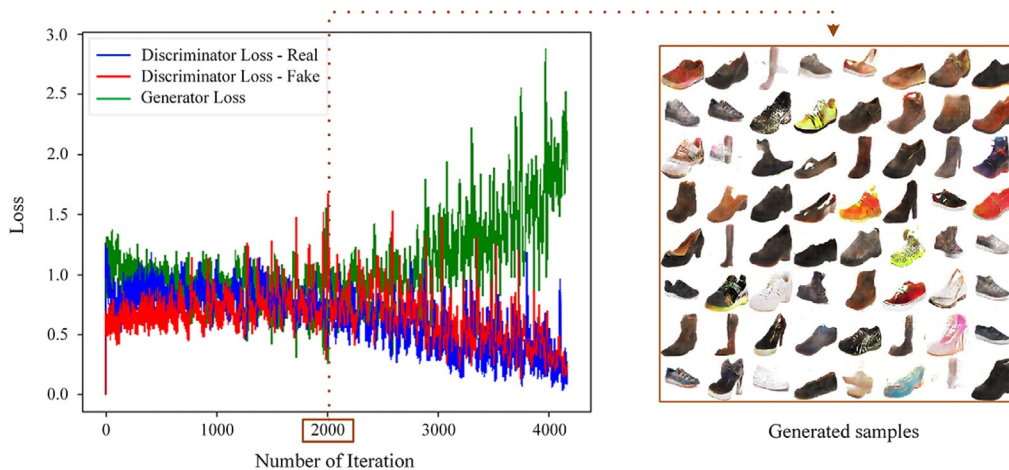 Discriminator Loss - Real
Discriminator Loss - Fake
Generator Loss
3.0
2.5
2.0
1.5
1.0
0.5
0.0
Loss
0
1000
2000
3000
4000
Number of Iteration
Generated samples